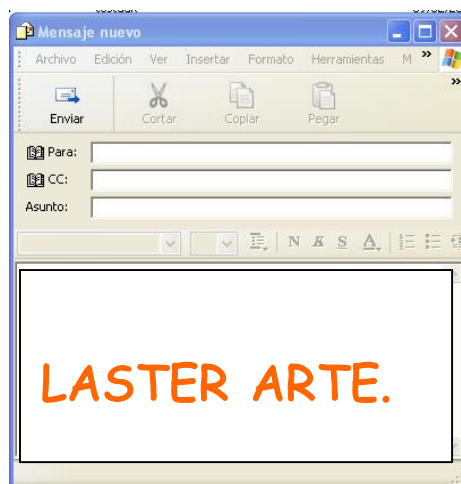 Mensaje nuevo
Archivo Edición Ver Insertar Formato Herramientas M »
»
Enviar Cortar Copiar Pegar
Para:
CC:
Asunto:
N K S A
LASTER ARTE.